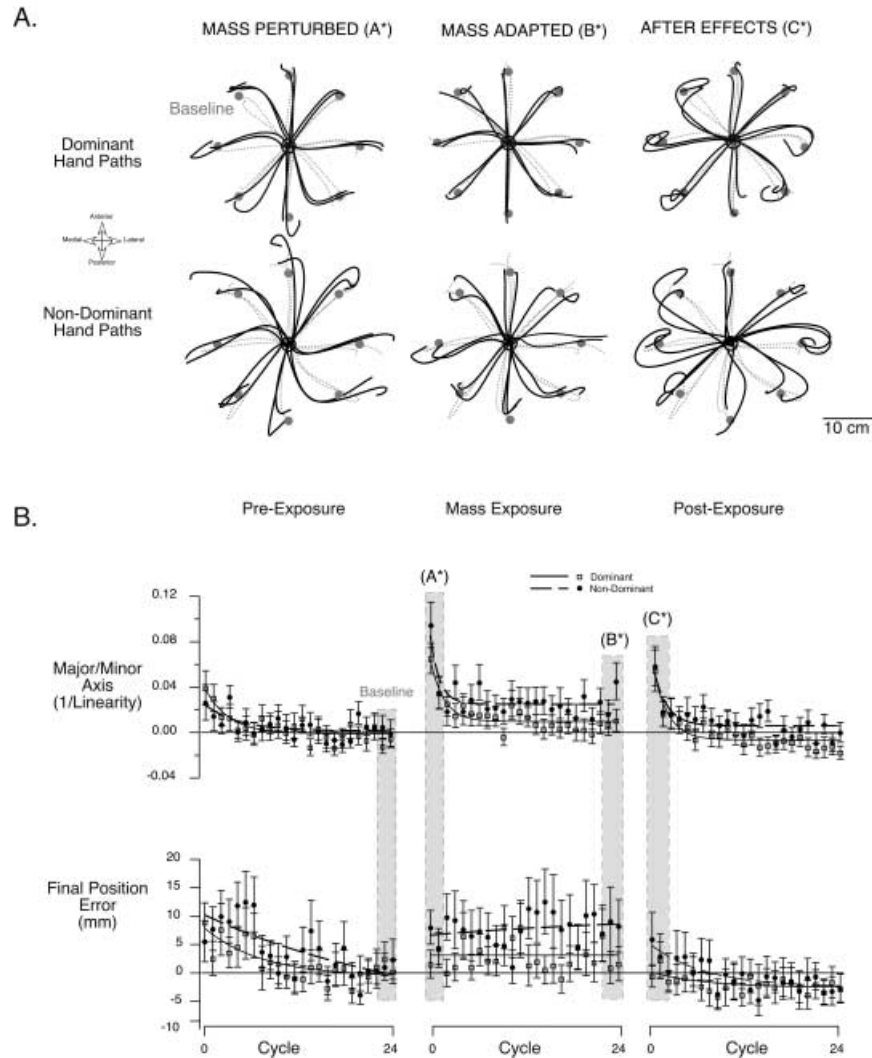 A.
MASS PERTURBED (A*) MASS ADAPTED (B*) AFTER EFFECTS (C*)
Baseline
Dominant
Hand Paths
Anterior
Medial Lateral
Posterior
Non-Dominant
Hand Paths
10 cm
B.
Pre-Exposure Mass Exposure Post-Exposure
(A*)
Dominant
Non-Dominant
(B*)
(C*)
Major/Minor
Axis
(1/Linearity)
0.12
0.08
0.04
0.00
-0.04
Baseline
Final Position
Error
(mm)
20
15
10
5
0
-5
-10
0 Cycle 24 0 Cycle 24 0 Cycle 24